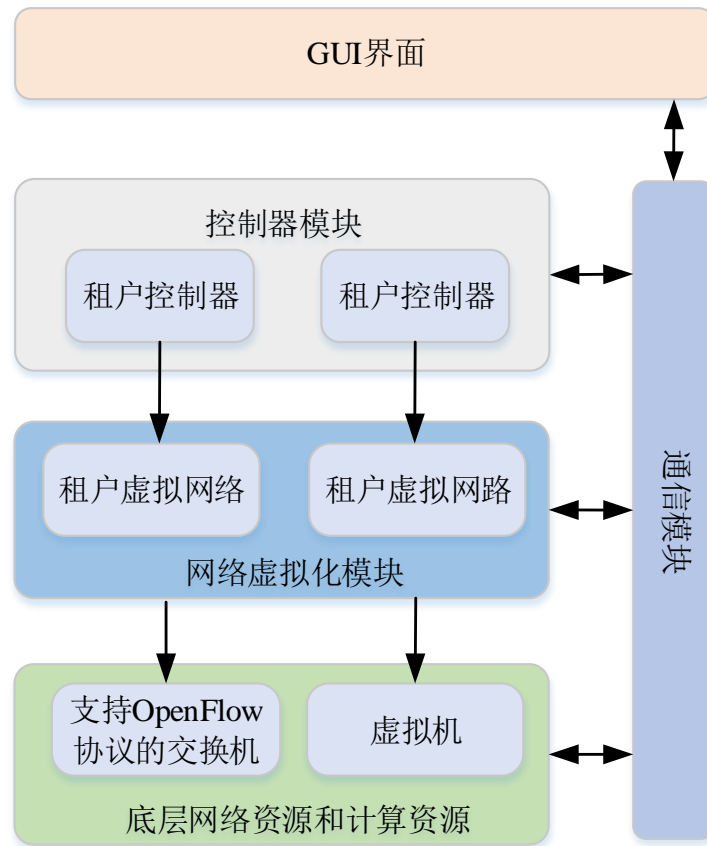 GUI界面
控制器模块
租户控制器
租户控制器
租户虚拟网络
租户虚拟网路
网络虚拟化模块
支持OpenFlow
协议的交换机
虚拟机
底层网络资源和计算资源
通信模块